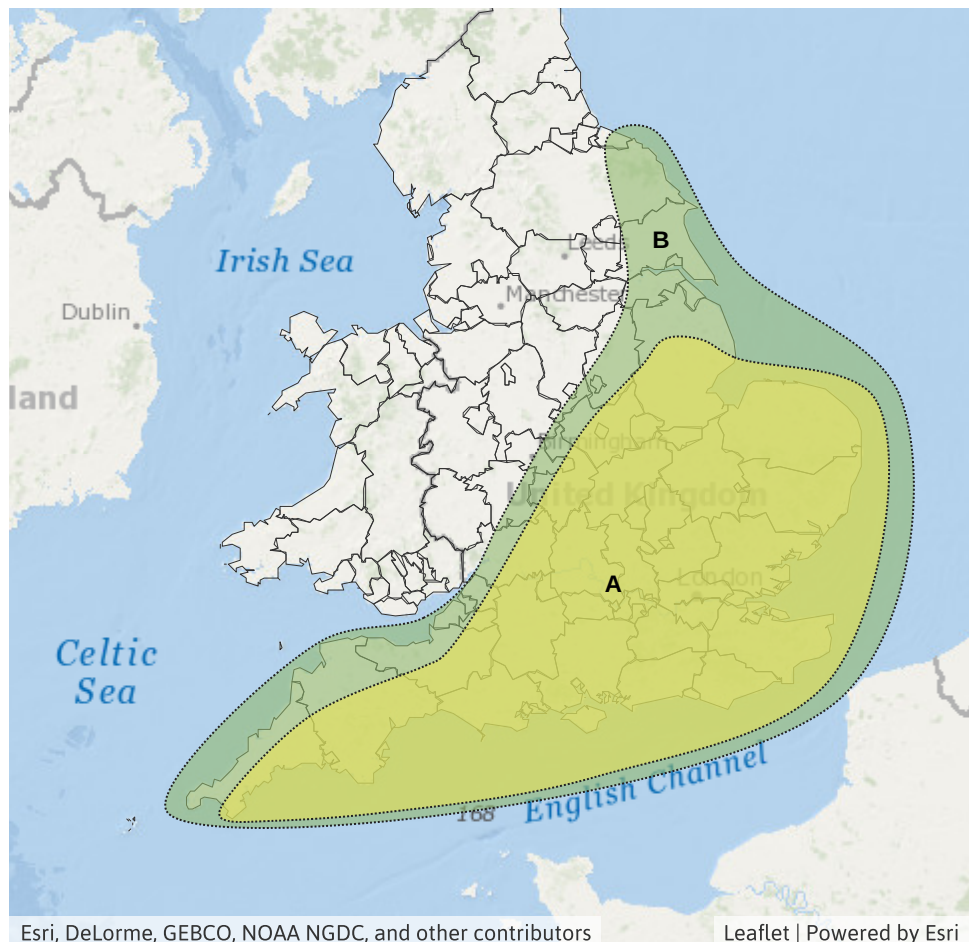 B
Leeds
Irish Sea
Manchester
Dublin
land
Birmingham
United Kingdom
London
A
Celtic
Sea
English Channel
168
Esri, DeLorme, GEBCO, NOAA NGDC, and other contributors
Leaflet | Powered by Esri